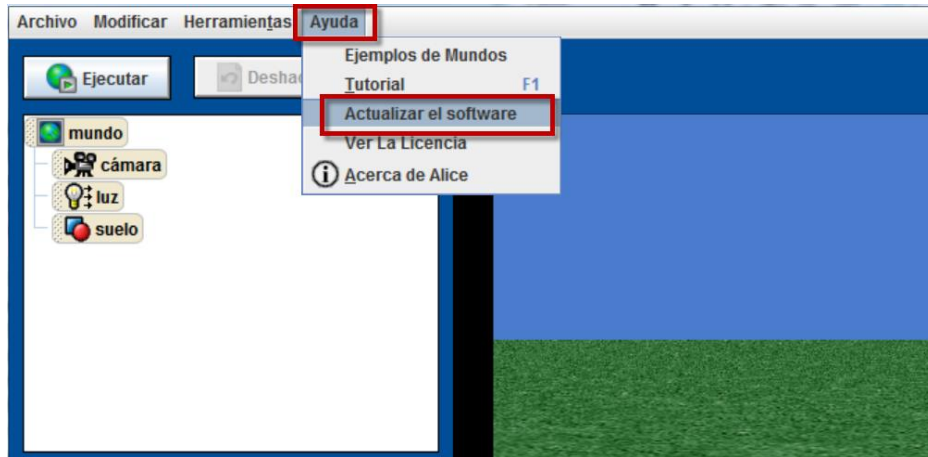 Archivo Modificar Herramientas Ayuda
Ejecutar
Ejemplos de Mundos
Tutorial F1
Actualizar el software
Ver La Licencia
Acerca de Alice
mundo
cámara
luz
suelo